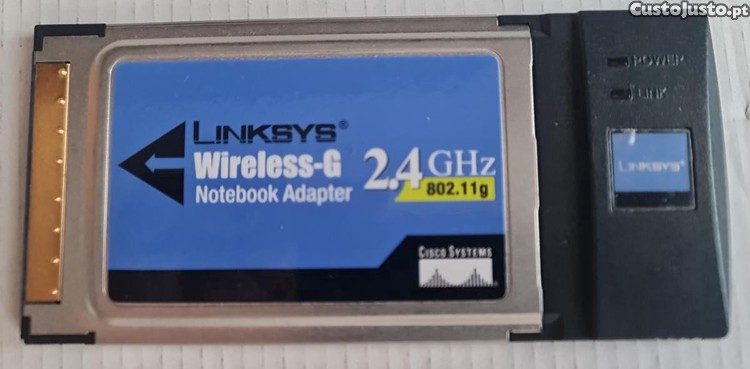 CustoJusto.pt
POWER
LINK
LINKSYS®
Wireless-G
Notebook Adapter
2.4 GHz
802.11g
LINKSYS®
CISCO SYSTEMS